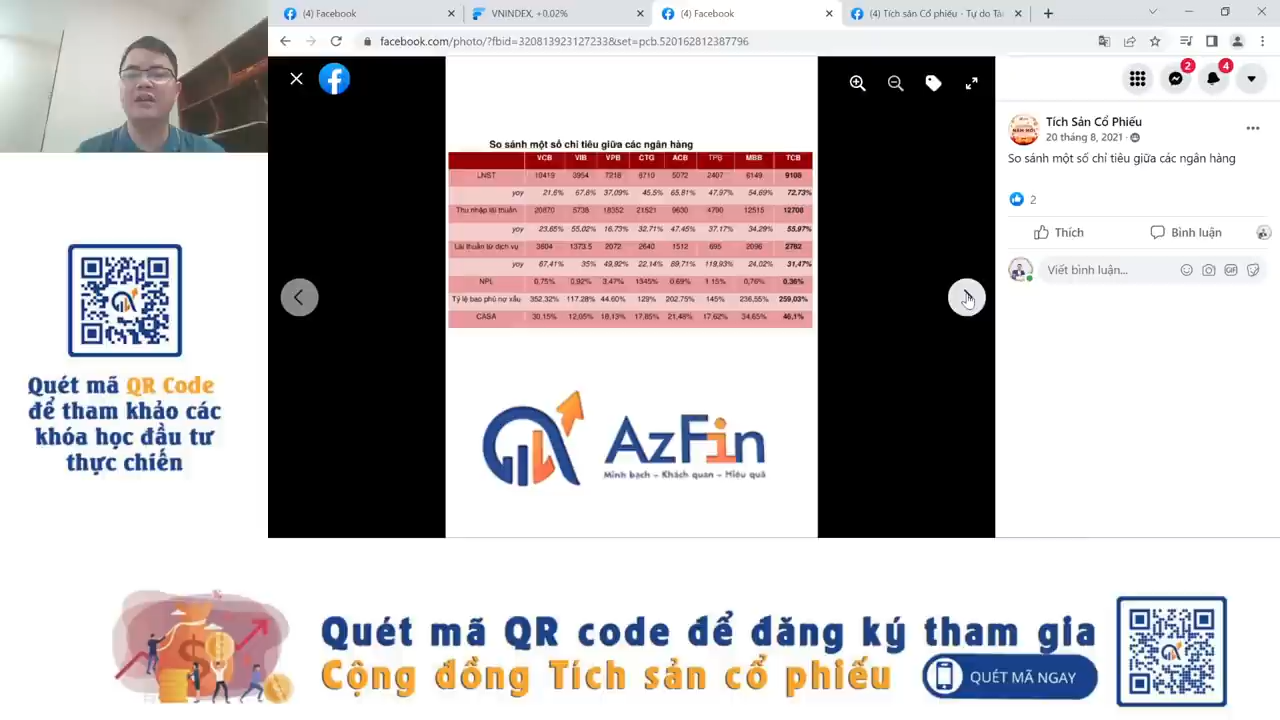 (4) Facebook
VNINDEX, +0.02%
(4) Facebook
(4) Tích sản Cổ phiếu - Tự do Tài
facebook.com/photo/?fbid=320813923127233&set=pcb.520162812387796
2
4
Tích Sản Cổ Phiếu
20 tháng 8, 2021
So sánh một số chỉ tiêu giữa các ngân hàng
2
Thích
Bình luận
Viết bình luận...
GIF
So sánh một số chỉ tiêu giữa các ngân hàng
VCB VIB VPB CTG ACB TPB MBB TCB
LNST 10419 3954 7218 8710 5072 2407 6149 9108
yoy 21,6% 67,8% 37,09% 45,5% 65,81% 47,97% 54,69% 72,73%
Thu nhập lãi thuần 20870 5738 18352 21521 9630 4790 12515 12708
yoy 23,65% 55,02% 16.73% 32,71% 47,45% 37.17% 34,29% 55,97%
Lãi thuần từ dịch vụ 3804 1373.5 2072 2640 1512 695 2096 2782
yoy 67,41% 35% 49,92% 22,14% 89,71% 119,93% 24,02% 31,47%
NPL 0,75% 0,92% 3.47% 1345% 0.69% 1.15% 0,76% 0,36%
Tỷ lệ bao phủ nợ xấu 352,32% 117.28% 44.60% 129% 202.75% 145% 236,55% 259,03%
CASA 30.15% 12,05% 18,13% 17,85% 21,48% 17.62% 34,65% 46,1%
AzFin
Minh bạch – Khách quan – Hiệu quả
Quét mã QR Code
để tham khảo các
khóa học đầu tư
thực chiến
Quét mã QR code để đăng ký tham gia
Cộng đồng Tích sản cổ phiếu
QUÉT MÃ NGAY